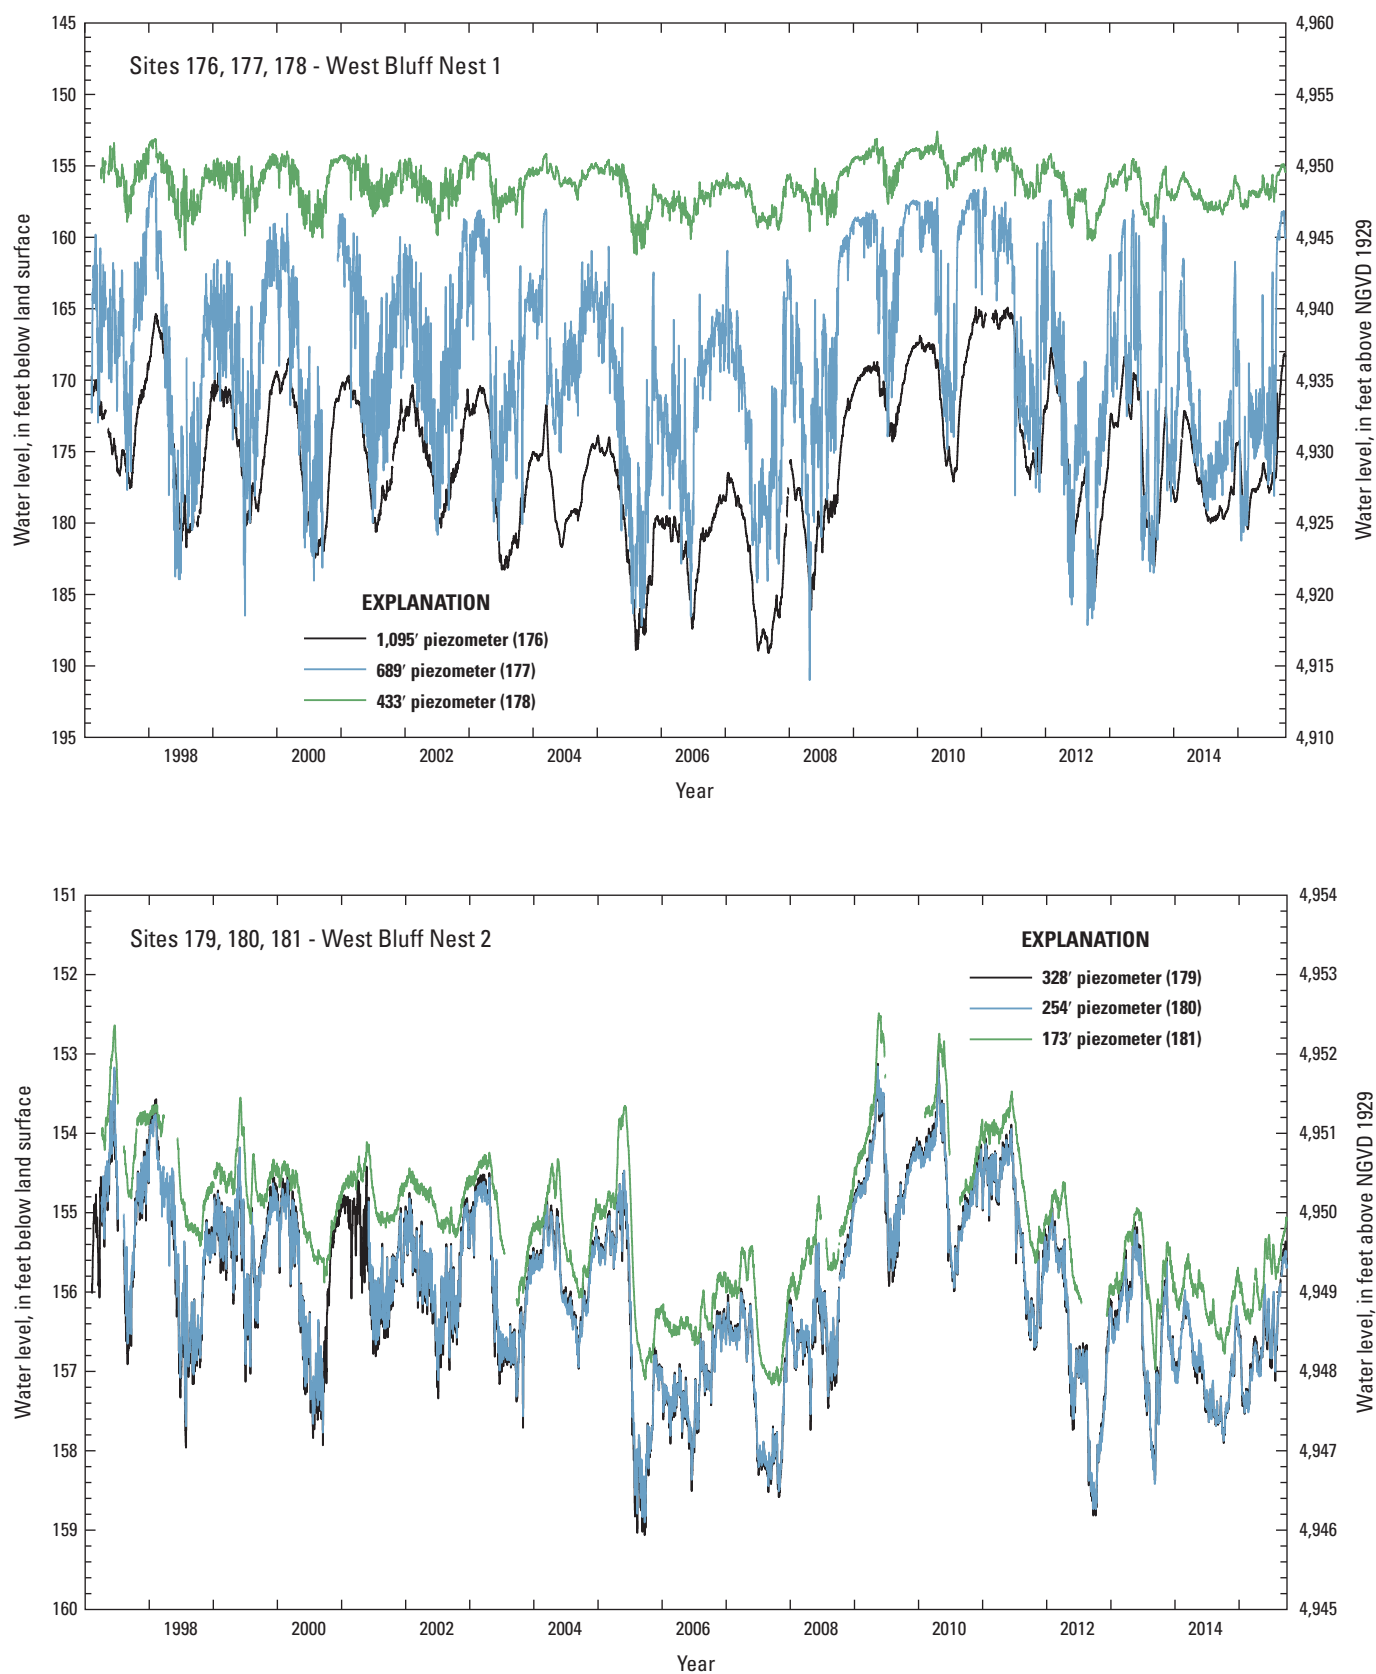 Sites 176, 177, 178 - West Bluff Nest 1
Water level, in feet below land surface
145
150
155
160
165
170
175
180
185
190
195
4,960
4,955
4,950
4,945
4,940
4,935
4,930
4,925
4,920
4,915
4,910
Water level, in feet above NGVD 1929
EXPLANATION
1,095′ piezometer (176)
689′ piezometer (177)
433′ piezometer (178)
1998 2000 2002 2004 2006 2008 2010 2012 2014
Year
Sites 179, 180, 181 - West Bluff Nest 2
Water level, in feet below land surface
151
152
153
154
155
156
157
158
159
160
4,954
4,953
4,952
4,951
4,950
4,949
4,948
4,947
4,946
4,945
Water level, in feet above NGVD 1929
EXPLANATION
328′ piezometer (179)
254′ piezometer (180)
173′ piezometer (181)
1998 2000 2002 2004 2006 2008 2010 2012 2014
Year